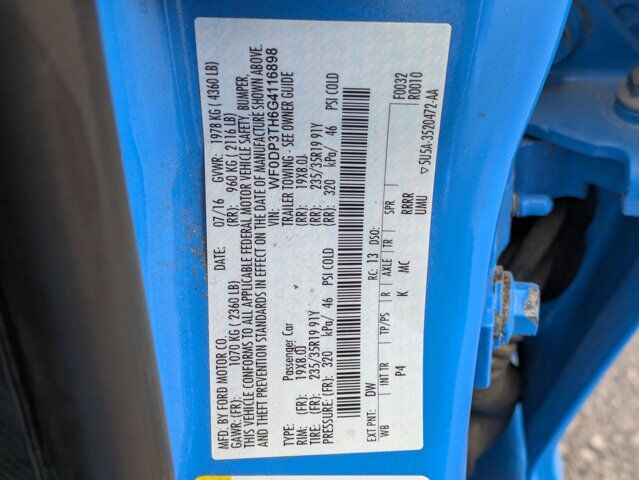 MFD. BY FORD MOTOR CO. DATE: 07/16 GVWR: 1978 KG ( 4360 LB)
GAWR: (FR): 1070 KG ( 2360 LB) (RR): 960 KG ( 2116 LB)
THIS VEHICLE CONFORMS TO ALL APPLICABLE FEDERAL MOTOR VEHICLE SAFETY, BUMPER,
AND THEFT PREVENTION STANDARDS IN EFFECT ON THE DATE OF MANUFACTURE SHOWN ABOVE.
VIN: WF0DP3TH6G4116898
TYPE: Passenger Car TRAILER TOWING - SEE OWNER GUIDE
RIM: (FR): 19X8.0J (RR): 19X8.0J
TIRE: (FR): 235/35R19 91Y (RR): 235/35R19 91Y
PRESSURE: (FR): 320 kPa/ 46 PSI COLD (RR): 320 kPa/ 46 PSI COLD
EXT PNT: DW RC: 13 DSO: F0032
WB INT TR TP/PS R AXLE TR SPR R0010
P4 K MC RRRR
UMU
▽5U5A-3520472-AA